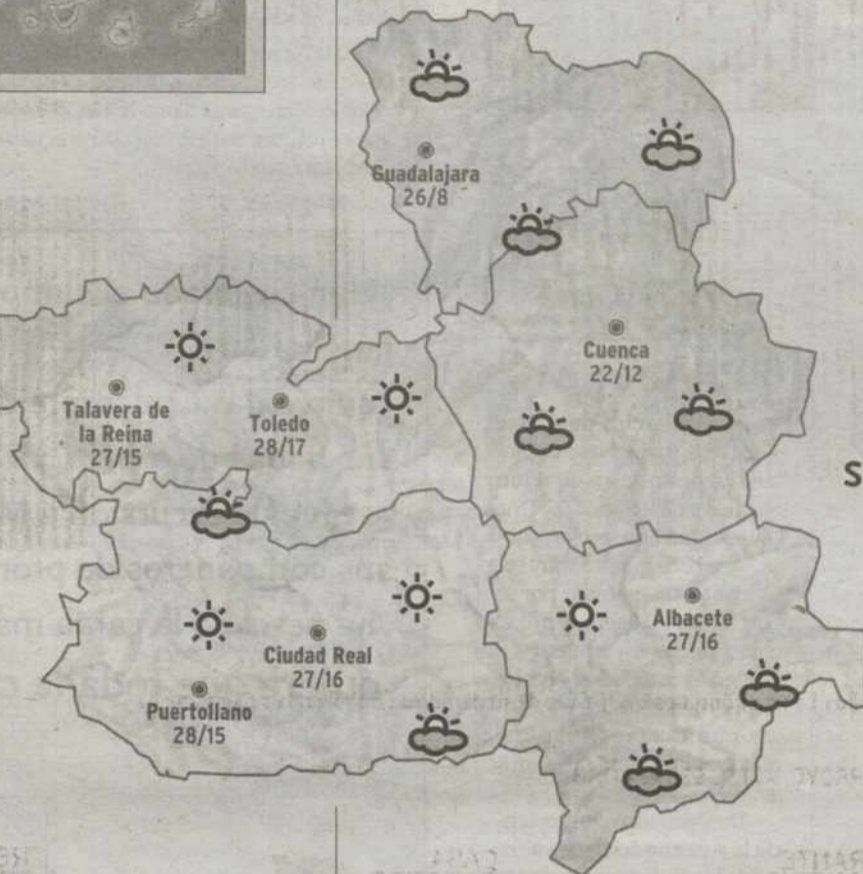 Guadalajara
26/8
Cuenca
22/12
Talavera de
la Reina
27/15
Toledo
28/17
S
Albacete
27/16
Ciudad Real
27/16
Puertollano
28/15